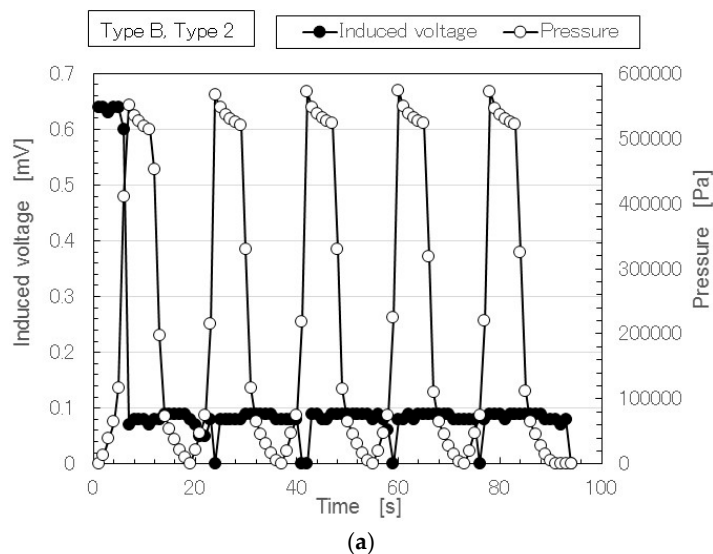 Type B, Type 2
Induced voltage Pressure
0.7 600000
0.6 500000
0.5 400000
0.4
0.3 300000
0.2 200000
0.1 100000
0 0
Induced voltage [mV]
Pressure [Pa]
0 20 40 60 80 100
Time [s]
(a)